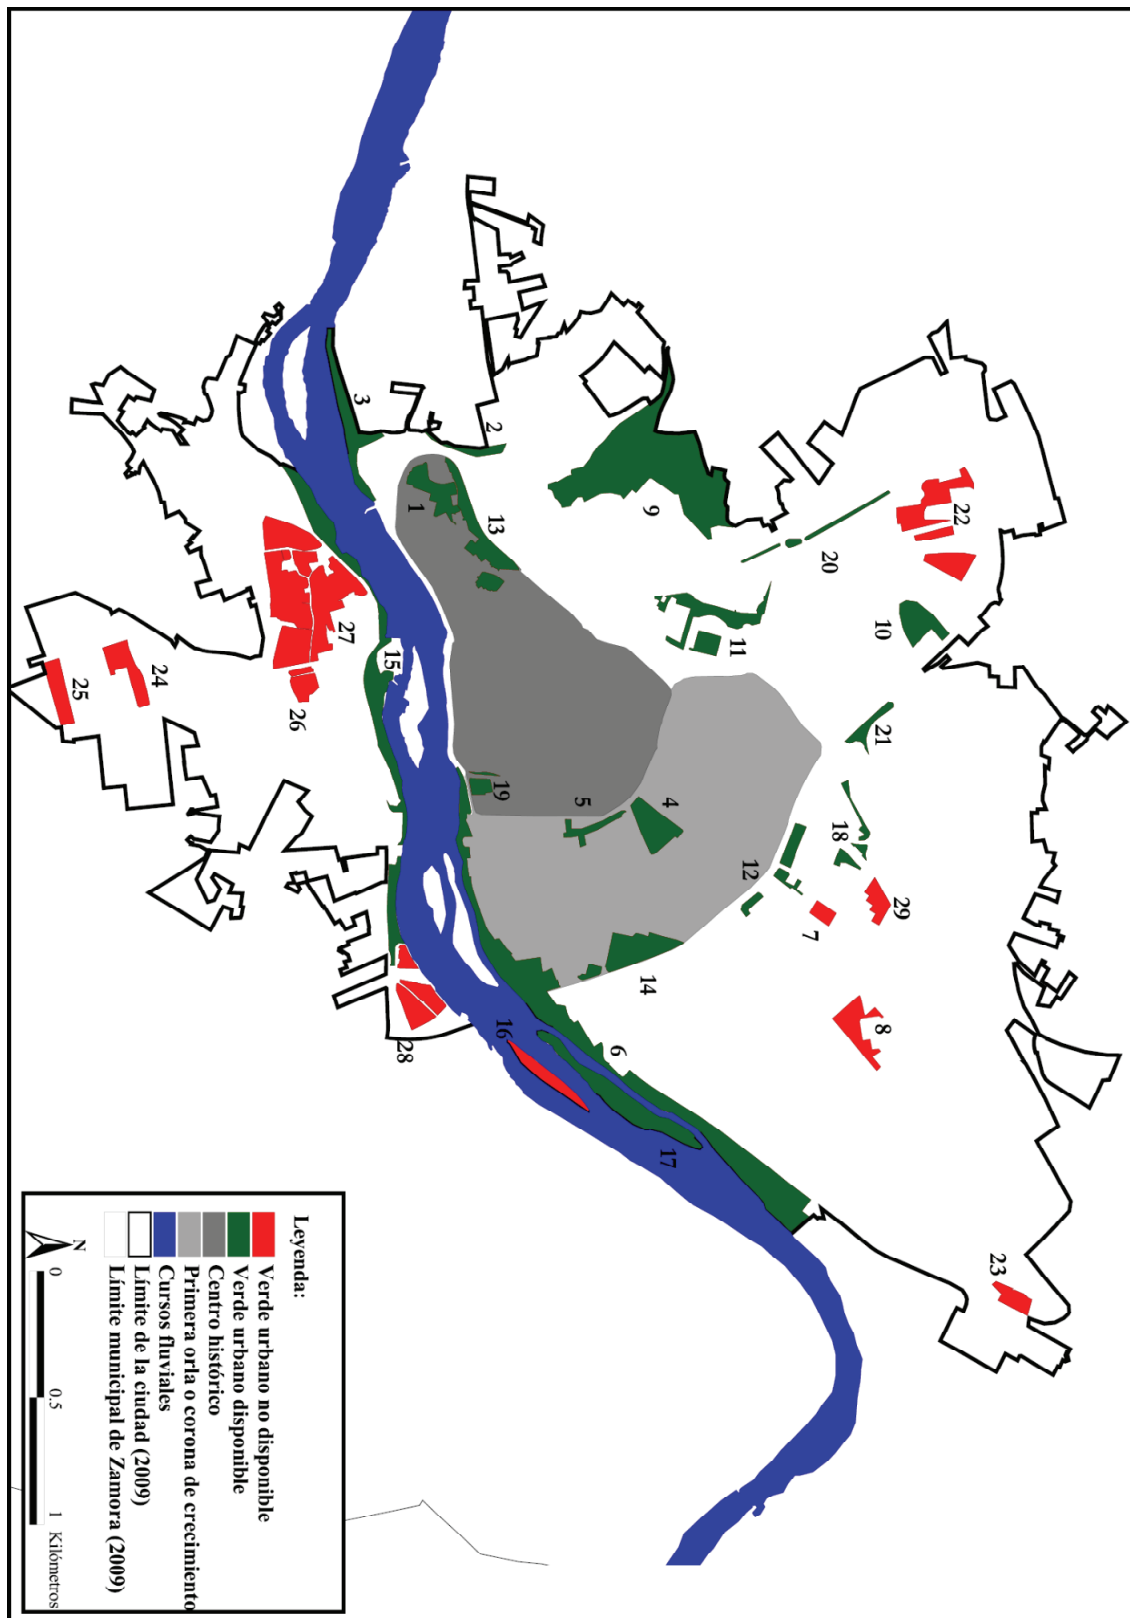 22
10
20
9
11
21
2
3
13
1
18
29
4
5
12
7
19
8
14
23
15
27
26
24
25
6
16
17
28
Leyenda:
Verde urbano no disponible
Verde urbano disponible
Centro histórico
Primera orla o corona de crecimiento
Cursos fluviales
Límite de la ciudad (2009)
Límite municipal de Zamora (2009)
N
0 0.5 1 Kilómetros